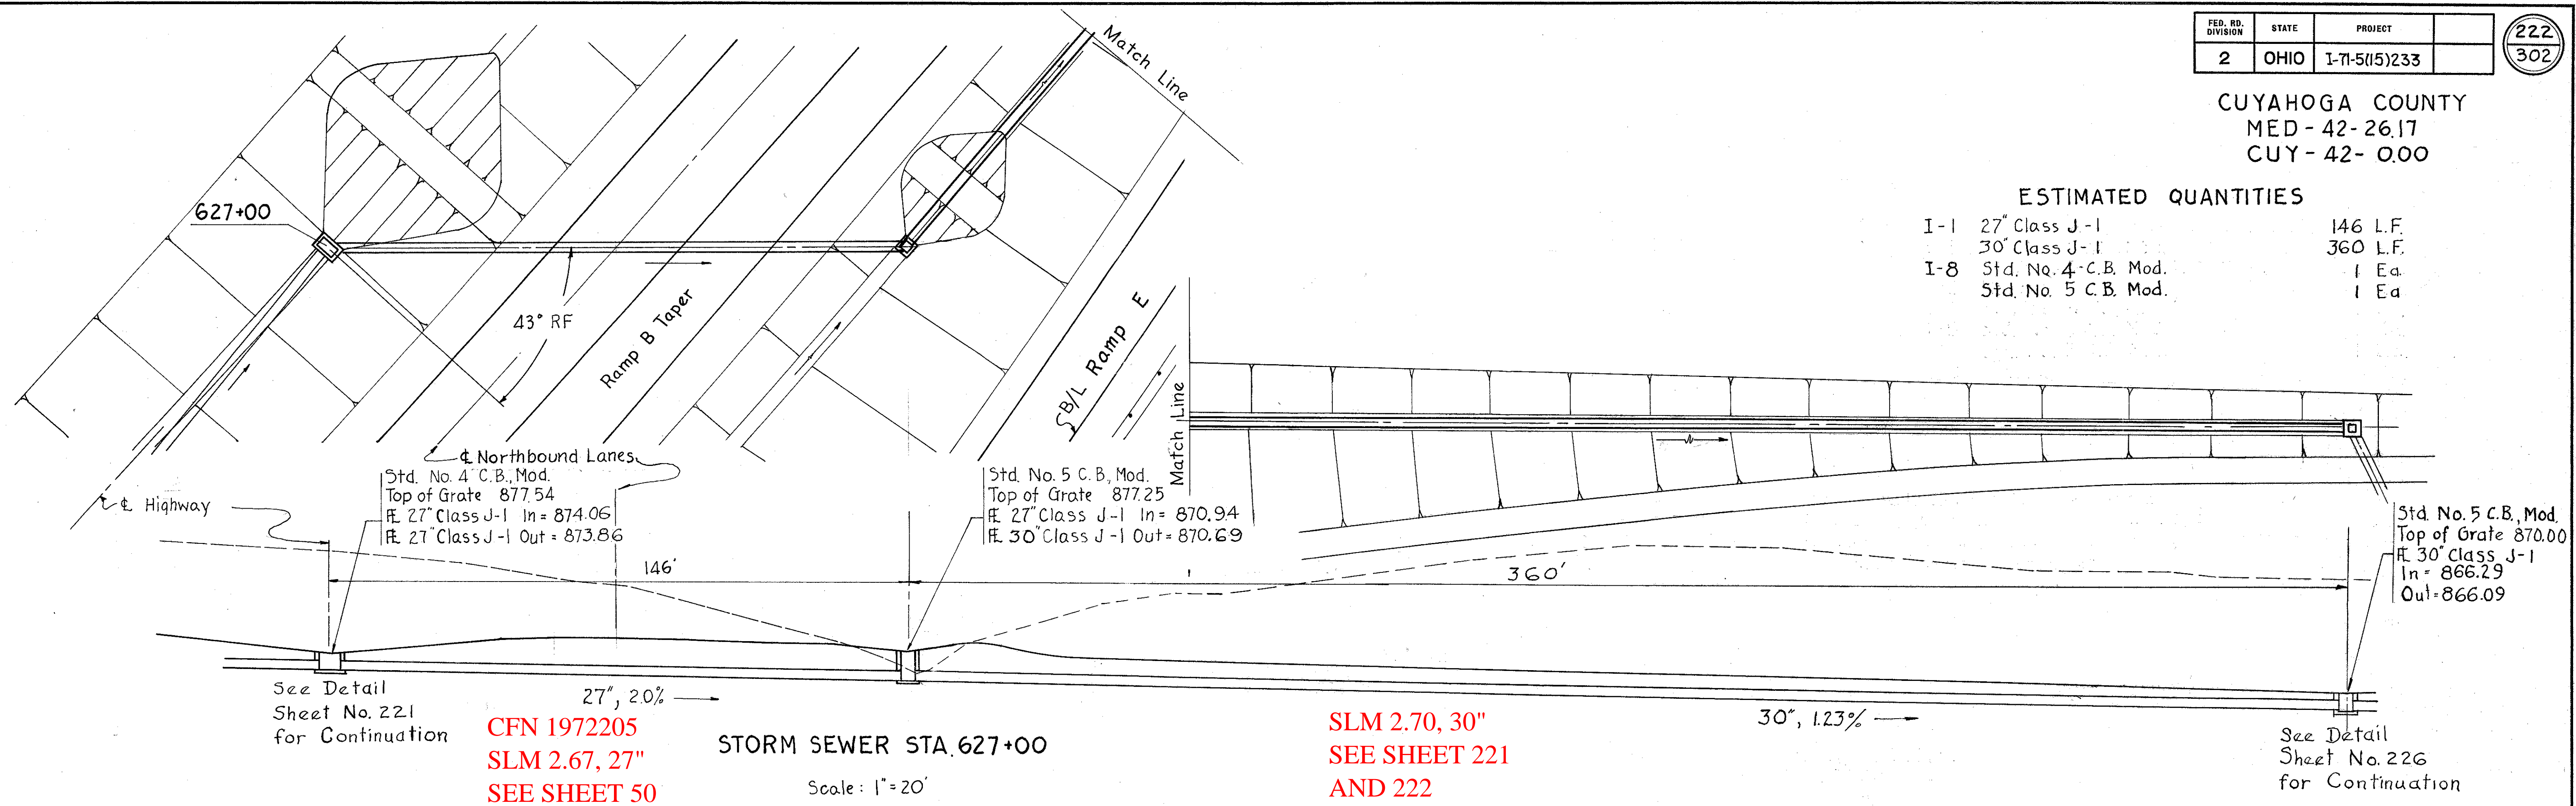 FED. RD. DIVISION STATE PROJECT
2 OHIO I-71-5(15)233
222
302
CUYAHOGA COUNTY
MED - 42 - 26.17
CUY - 42 - 0.00
ESTIMATED QUANTITIES
I-1 27" Class J-1 146 L.F.
30" Class J-1 360 L.F.
I-8 Std. No. 4 C.B. Mod. 1 Ea.
Std. No. 5 C.B. Mod. 1 Ea
Match Line
627+00
43° RF
Ramp B Taper
B/L Ramp E
Match Line
℄ Northbound Lanes
℄ Highway
Std. No. 4 C.B., Mod.
Top of Grate 877.54
FL 27" Class J-1 In = 874.06
FL 27" Class J-1 Out = 873.86
Std. No. 5 C.B., Mod.
Top of Grate 877.25
FL 27" Class J-1 In = 870.94
FL 30" Class J-1 Out = 870.69
Std. No. 5 C.B., Mod.
Top of Grate 870.00
FL 30" Class J-1
In = 866.29
Out = 866.09
146'
360'
See Detail
Sheet No. 221
for Continuation
27", 2.0%
30", 1.23%
See Detail
Sheet No. 226
for Continuation
CFN 1972205
SLM 2.67, 27"
SEE SHEET 50
STORM SEWER STA. 627+00
Scale: 1" = 20'
SLM 2.70, 30"
SEE SHEET 221
AND 222